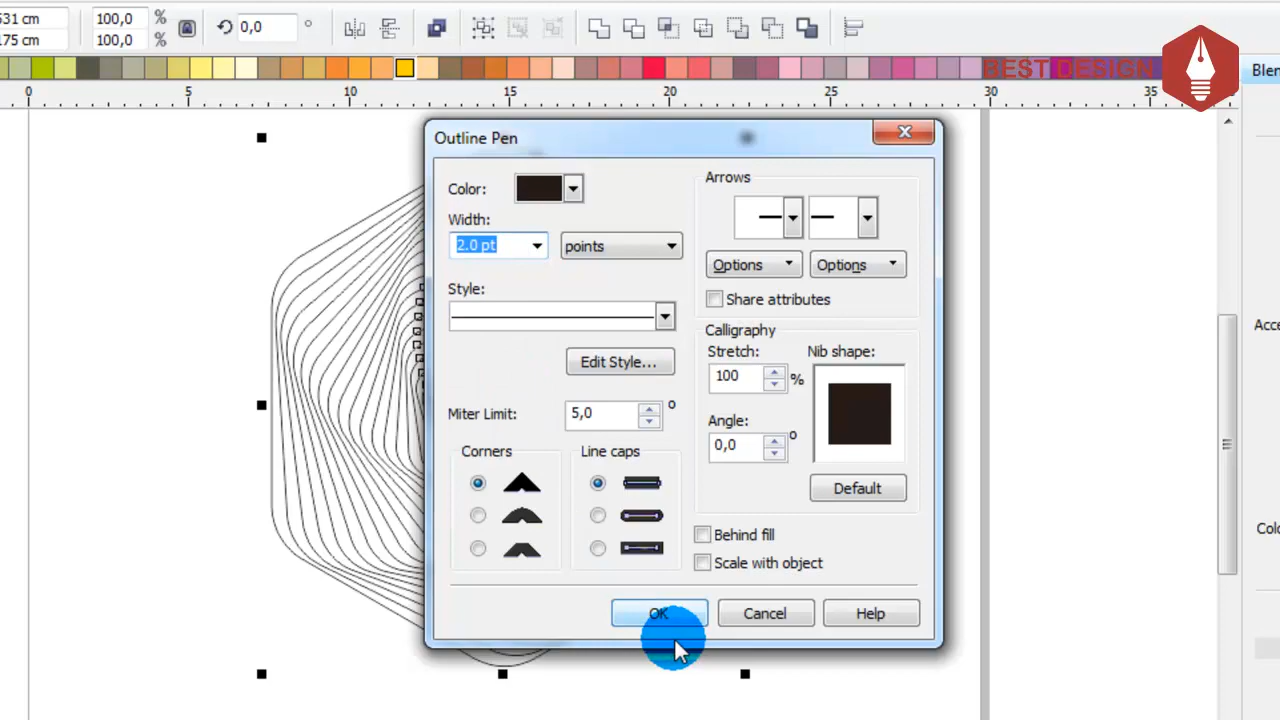 531 cm
100,0
%
175 cm
100,0
%
0,0
°
BEST DESIGN
Blen
0
5
10
15
20
25
30
35
Outline Pen
Color:
Width:
2.0 pt
points
Style:
Edit Style...
Miter Limit:
5,0
°
Corners
Line caps
Arrows
Options
Options
Share attributes
Calligraphy
Stretch:
100
%
Nib shape:
Angle:
0,0
°
Default
Behind fill
Scale with object
OK
Cancel
Help
Acce
Colo